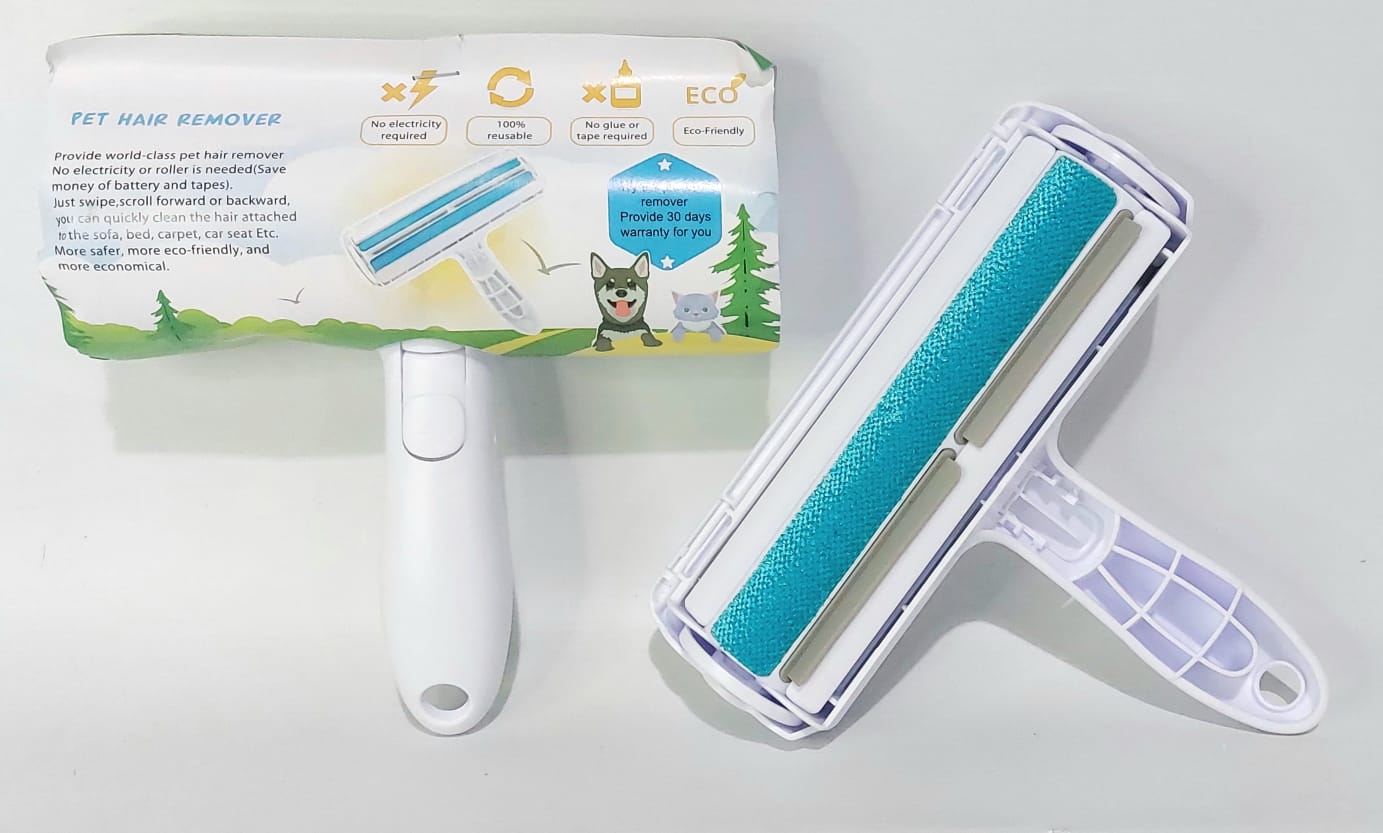 PET HAIR REMOVER
Provide world-class pet hair remover
No electricity or roller is needed(Save
money of battery and tapes).
Just swipe,scroll forward or backward,
you can quickly clean the hair attached
to the sofa, bed, carpet, car seat Etc.
More safer, more eco-friendly, and
more economical.
No electricity
required
100%
reusable
No glue or
tape required
ECO
Eco-Friendly
remover
Provide 30 days
warranty for you